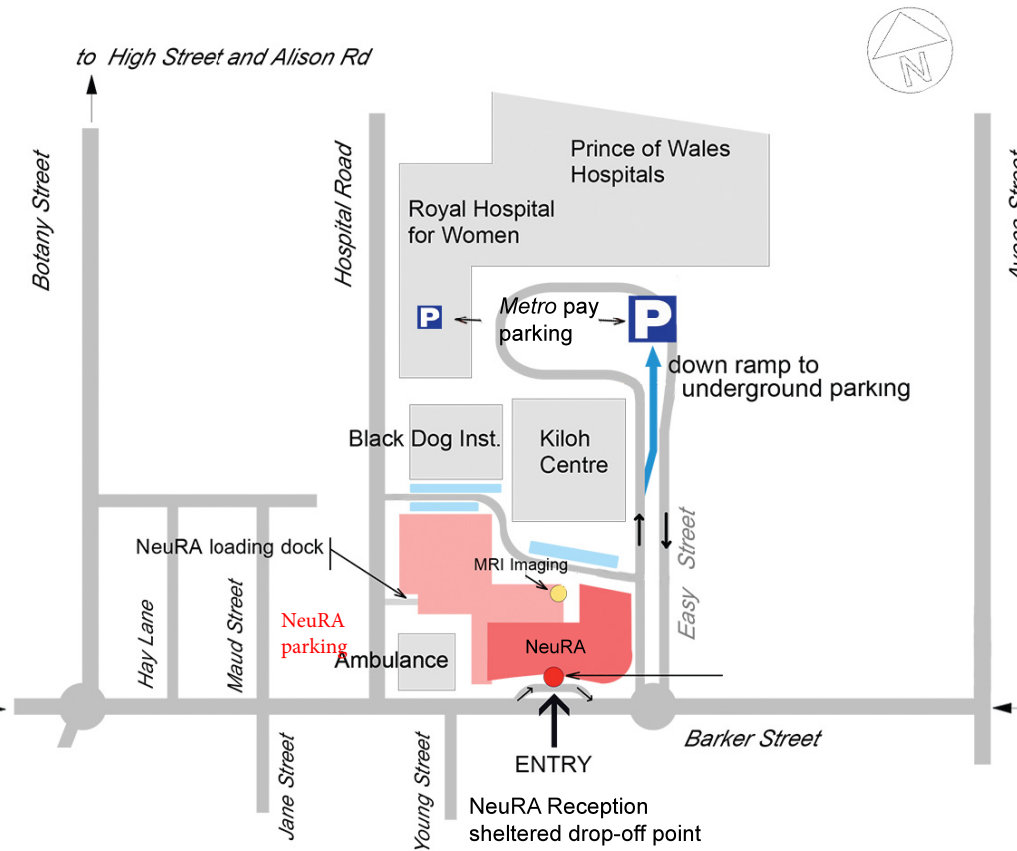 to High Street and Alison Rd
N
Botany Street
Hospital Road
Prince of Wales
Hospitals
Royal Hospital
for Women
P
Metro pay
parking
P
down ramp to
underground parking
Black Dog Inst.
Kiloh
Centre
NeuRA loading dock
MRI Imaging
Easy Street
Hay Lane
Maud Street
NeuRA
parking
Ambulance
NeuRA
Barker Street
Jane Street
Young Street
ENTRY
NeuRA Reception
sheltered drop-off point
Street